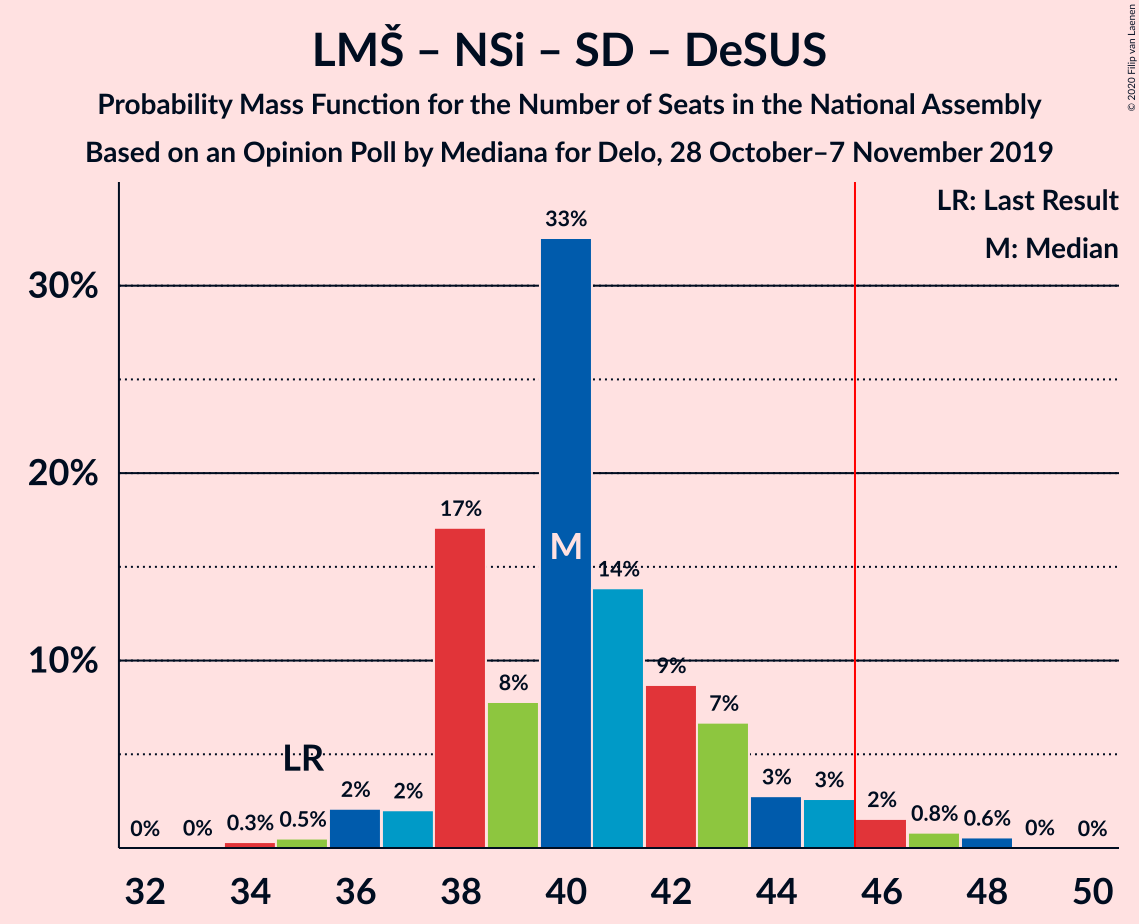 LMŠ – NSi – SD – DeSUS
Probability Mass Function for the Number of Seats in the National Assembly
Based on an Opinion Poll by Mediana for Delo, 28 October–7 November 2019
© 2020 Filip van Laenen
LR: Last Result
M: Median
30%
20%
10%
0%
0%
0.3%
0.5%
LR
2%
2%
17%
8%
33%
M
14%
9%
7%
3%
3%
2%
0.8%
0.6%
0%
0%
32 34 36 38 40 42 44 46 48 50